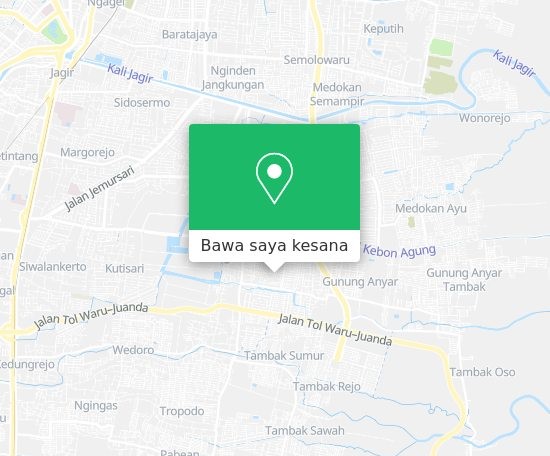 Ngagel
Keputih
Baratajaya
Semolowaru
Jagir
Kali Jagir
Nginden
Jangkungan
Kali Jagir
Medokan
Semampir
Sidosermo
Wonorejo
Margorejo
Jalan Jemursari
Medokan Ayu
Bawa saya kesana
Kebon Agung
Siwalankerto
Kutisari
Gunung Anyar
Gunung Anyar
Tambak
Jalan Tol Waru-Juanda
Jalan Tol Waru-Juanda
Wedoro
Tambak Sumur
Tambak Oso
Tambak Rejo
Ngingas
Tropodo
Tambak Sawah